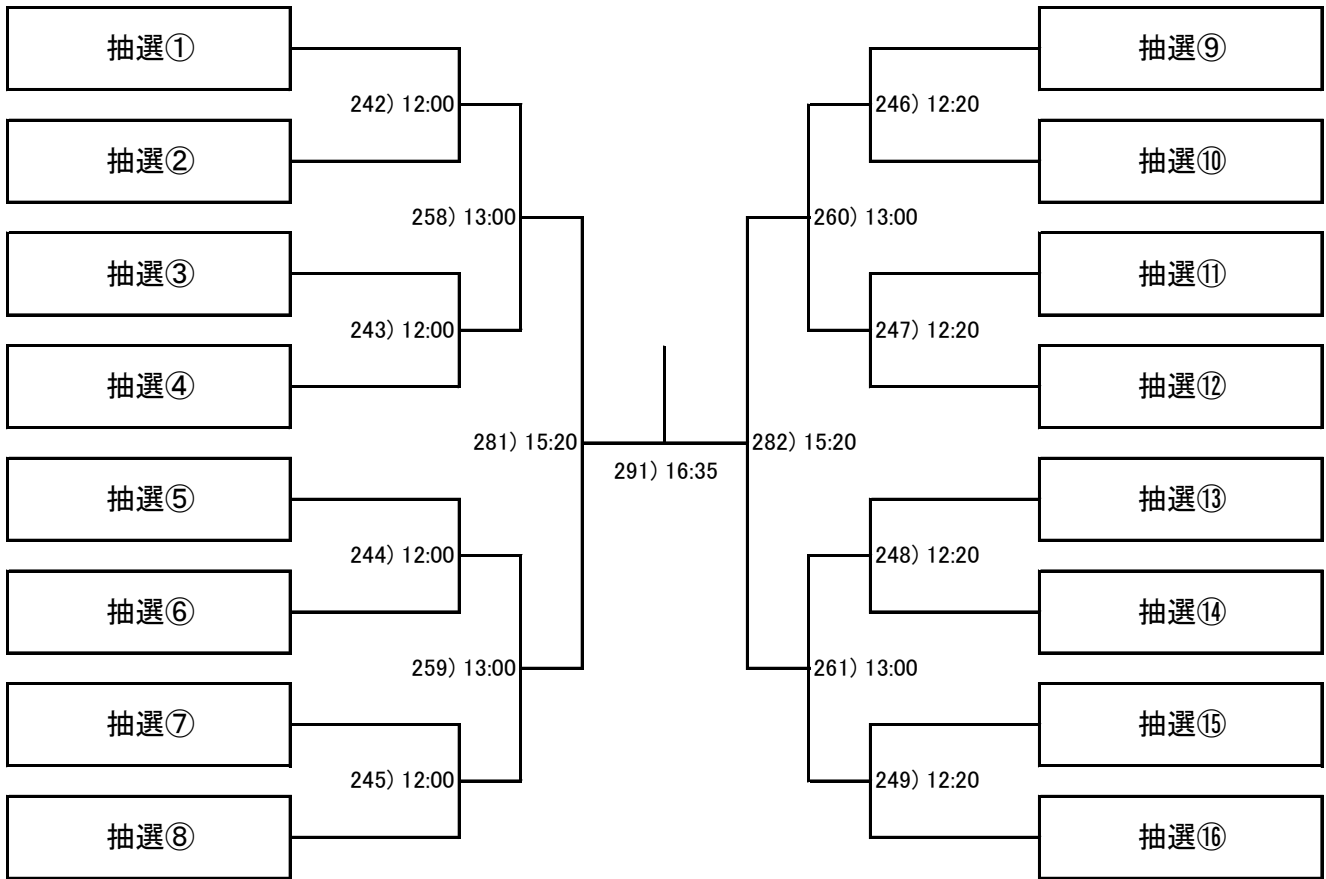 抽選①
抽選②
抽選③
抽選④
抽選⑤
抽選⑥
抽選⑦
抽選⑧
242) 12:00
243) 12:00
244) 12:00
245) 12:00
258) 13:00
259) 13:00
281) 15:20
291) 16:35
282) 15:20
260) 13:00
261) 13:00
246) 12:20
247) 12:20
248) 12:20
249) 12:20
抽選⑨
抽選⑩
抽選⑪
抽選⑫
抽選⑬
抽選⑭
抽選⑮
抽選⑯